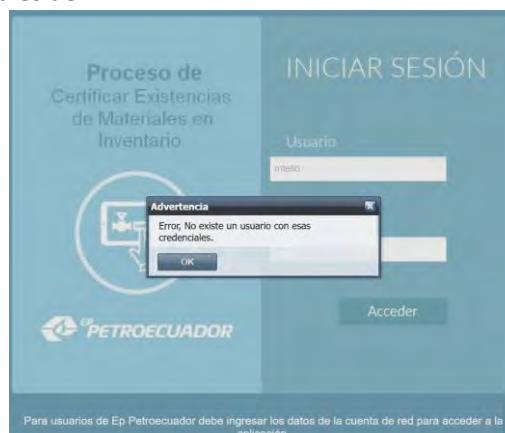 Proceso de
Certificar Existencias
de Materiales en
Inventario
INICIAR SESIÓN
Usuario
Advertencia
Error, No existe un usuario con esas
credenciales.
OK
Acceder
EP PETROECUADOR
Para usuarios de Ep Petroecuador debe ingresar los datos de la cuenta de red para acceder a la